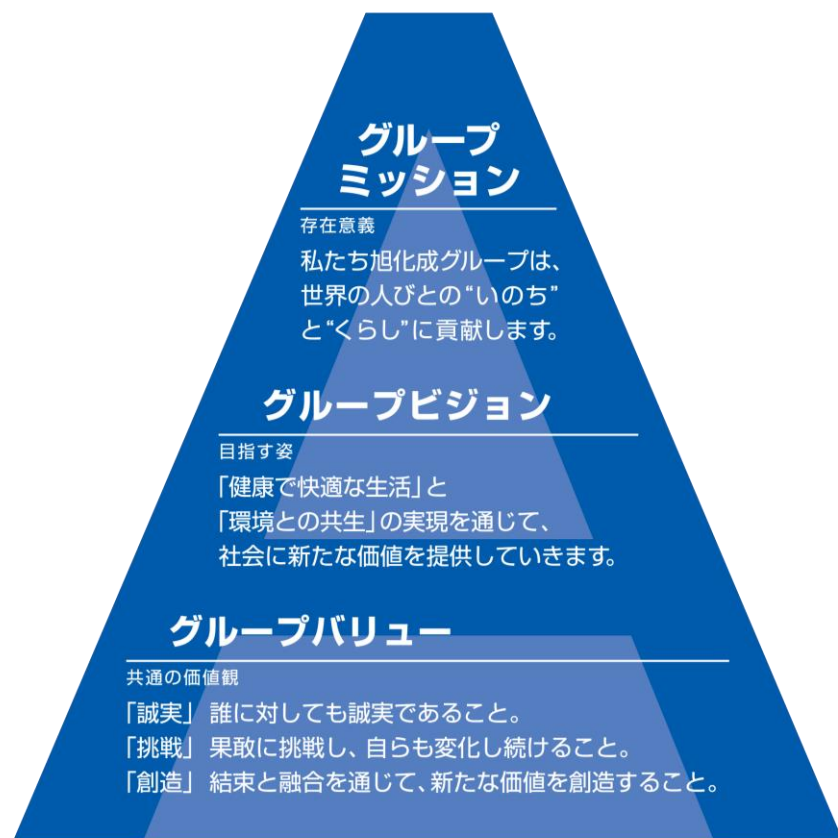 グループ
ミッション
存在意義
私たち旭化成グループは、
世界の人びとの“いのち”
と“くらし”に貢献します。
グループビジョン
目指す姿
「健康で快適な生活」と
「環境との共生」の実現を通じて、
社会に新たな価値を提供していきます。
グループバリュー
共通の価値観
「誠実」 誰に対しても誠実であること。
「挑戦」 果敢に挑戦し、自らも変化し続けること。
「創造」 結束と融合を通じて、新たな価値を創造すること。